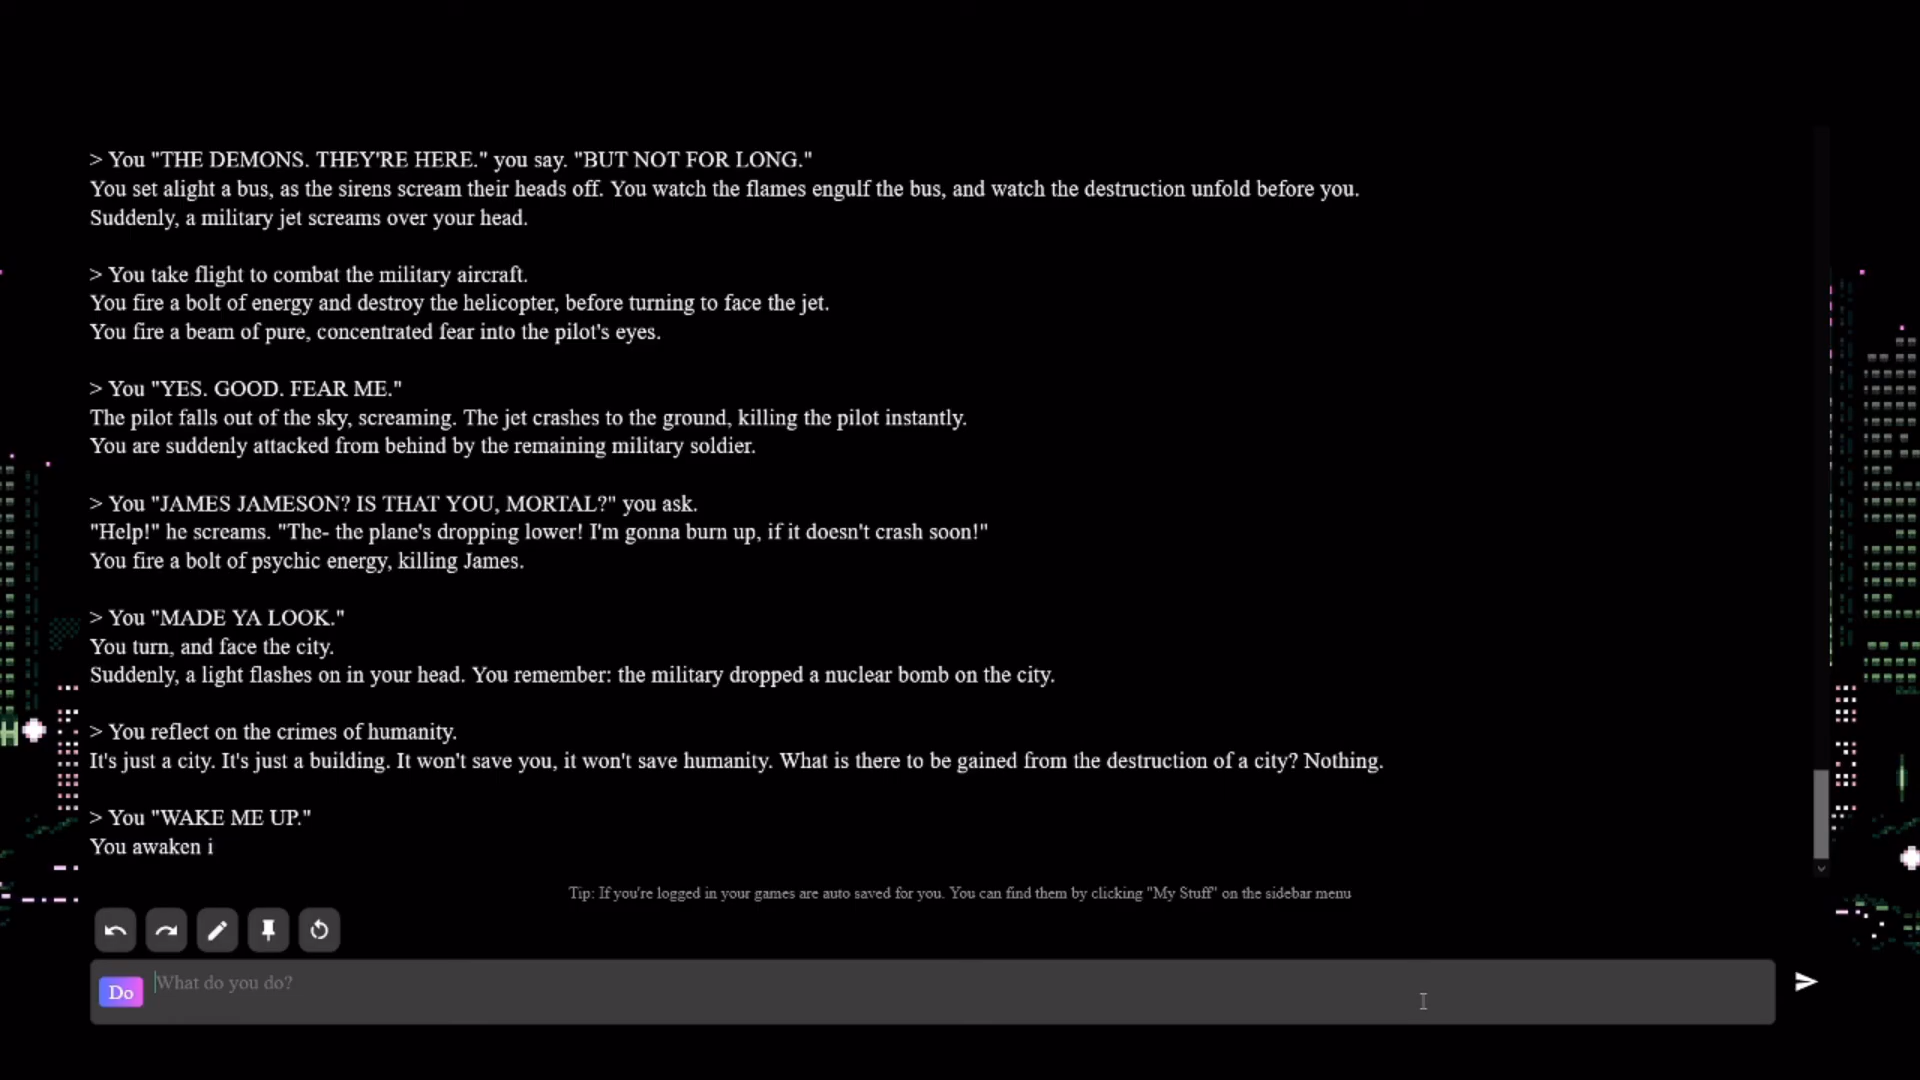 > You "THE DEMONS. THEY'RE HERE." you say. "BUT NOT FOR LONG."
You set alight a bus, as the sirens scream their heads off. You watch the flames engulf the bus, and watch the destruction unfold before you.
Suddenly, a military jet screams over your head.
> You take flight to combat the military aircraft.
You fire a bolt of energy and destroy the helicopter, before turning to face the jet.
You fire a beam of pure, concentrated fear into the pilot's eyes.
> You "YES. GOOD. FEAR ME."
The pilot falls out of the sky, screaming. The jet crashes to the ground, killing the pilot instantly.
You are suddenly attacked from behind by the remaining military soldier.
> You "JAMES JAMESON? IS THAT YOU, MORTAL?" you ask.
"Help!" he screams. "The- the plane's dropping lower! I'm gonna burn up, if it doesn't crash soon!"
You fire a bolt of psychic energy, killing James.
> You "MADE YA LOOK."
You turn, and face the city.
Suddenly, a light flashes on in your head. You remember: the military dropped a nuclear bomb on the city.
> You reflect on the crimes of humanity.
It's just a city. It's just a building. It won't save you, it won't save humanity. What is there to be gained from the destruction of a city? Nothing.
> You "WAKE ME UP."
You awaken i
Tip: If you're logged in your games are auto saved for you. You can find them by clicking "My Stuff" on the sidebar menu
Do What do you do?